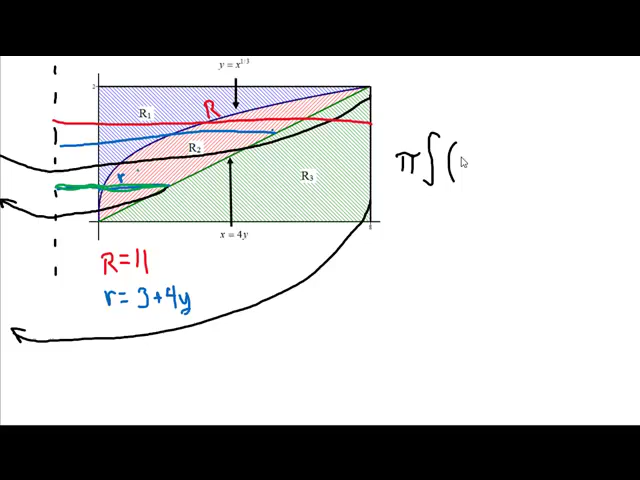 y = x^{1/3}
2
R₁
R
R₂
r
R₃
x = 4y
8
π∫(
R=11
r=3+4y